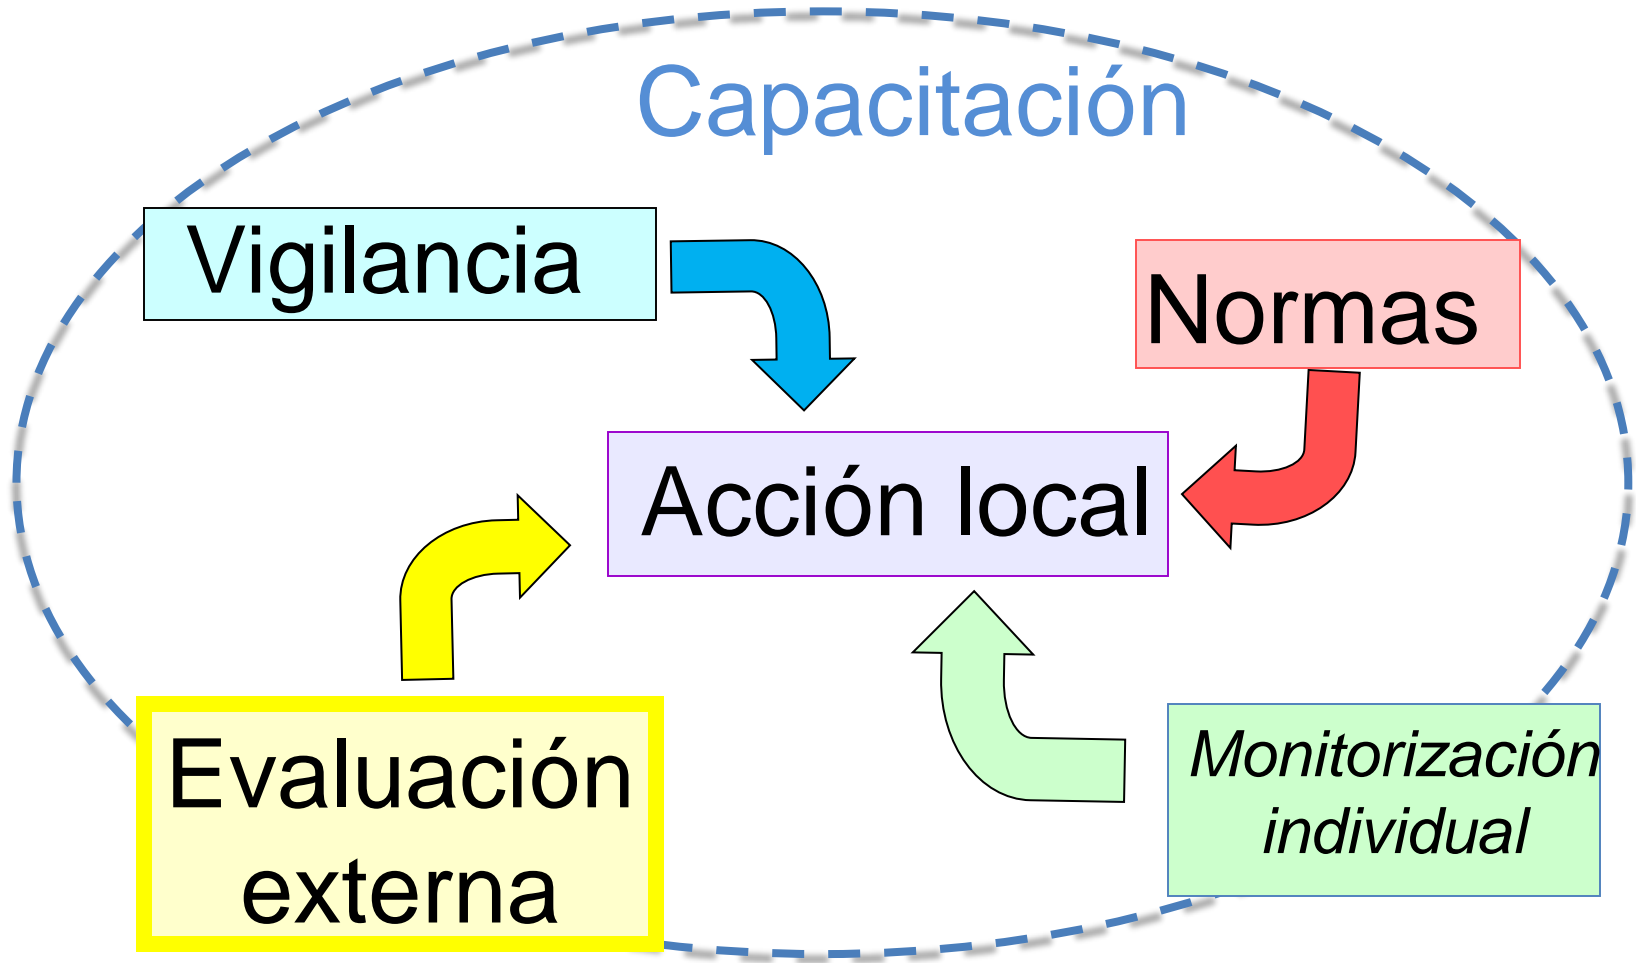 Capacitación
Vigilancia
Normas
Acción local
Evaluación
externa
Monitorización
individual